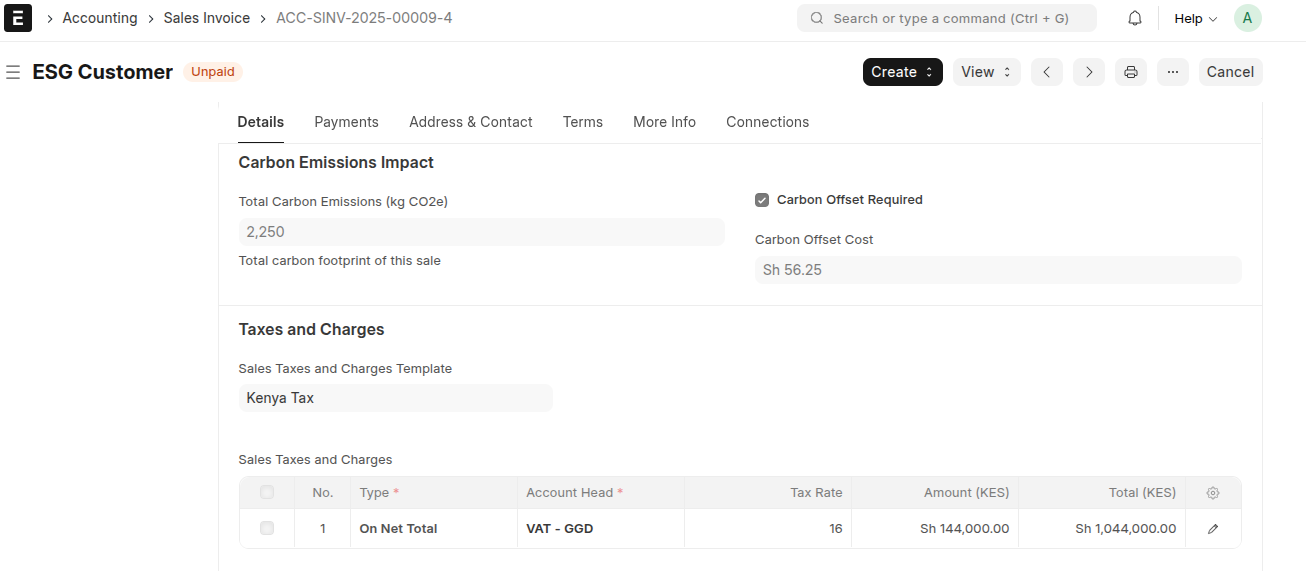 E Accounting Sales Invoice ACC-SINV-2025-00009-4 Search or type a command (Ctrl + G) Help A
ESG Customer Unpaid Create View ... Cancel
Details Payments Address & Contact Terms More Info Connections
Carbon Emissions Impact
Total Carbon Emissions (kg CO2e)
2,250
Total carbon footprint of this sale
Carbon Offset Required
Carbon Offset Cost
Sh 56.25
Taxes and Charges
Sales Taxes and Charges Template
Kenya Tax
Sales Taxes and Charges
No. Type * Account Head * Tax Rate Amount (KES) Total (KES)
1 On Net Total VAT - GGD 16 Sh 144,000.00 Sh 1,044,000.00